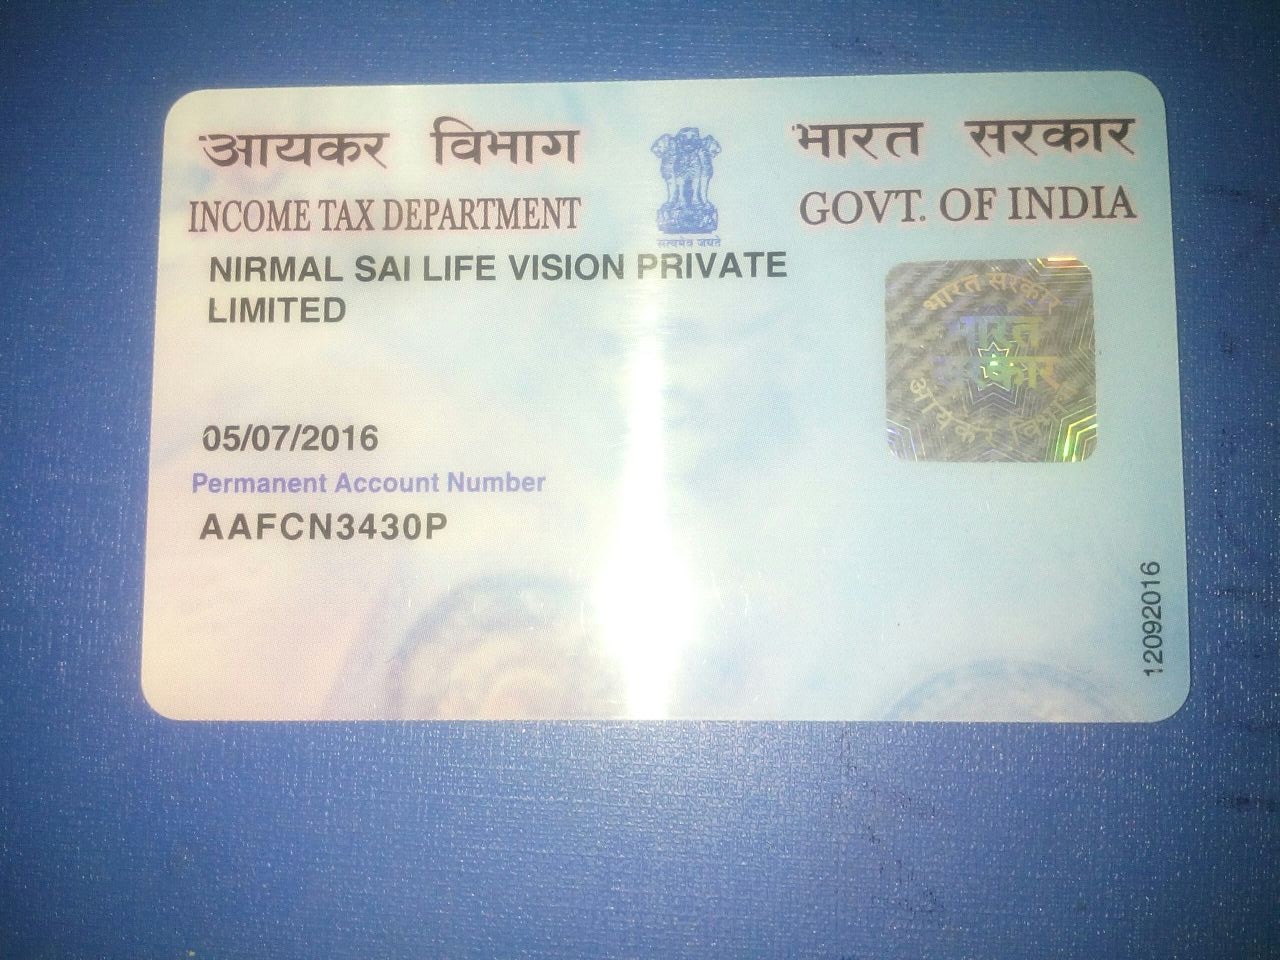 आयकर विभाग
INCOME TAX DEPARTMENT
सत्यमेव जयते
भारत सरकार
GOVT. OF INDIA
NIRMAL SAI LIFE VISION PRIVATE
LIMITED
भारत सरकार
भारत
सरकार
आयकर विभाग
05/07/2016
Permanent Account Number
AAFCN3430P
12092016